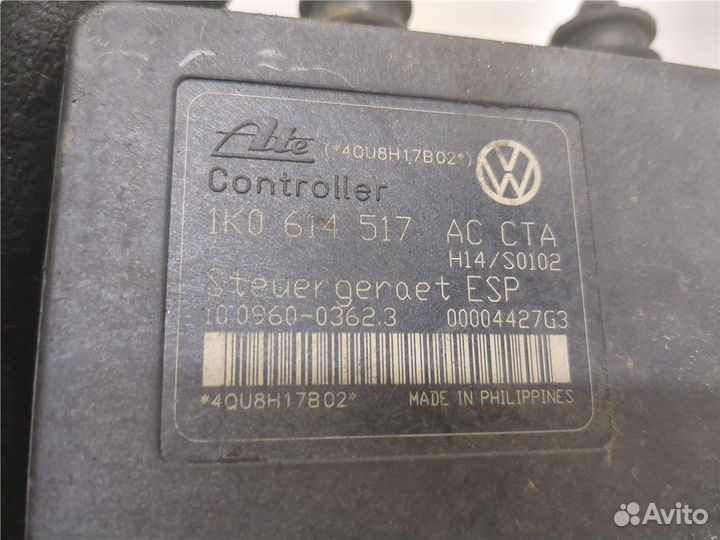 Ate (*4QU8H17B02*) VW
Controller
1K0 614 517 AC CTA
H14/S0102
Steuergeraet ESP
10.0960-0362.3 00004427G3
*4QU8H17B02* MADE IN PHILIPPINES
Avito